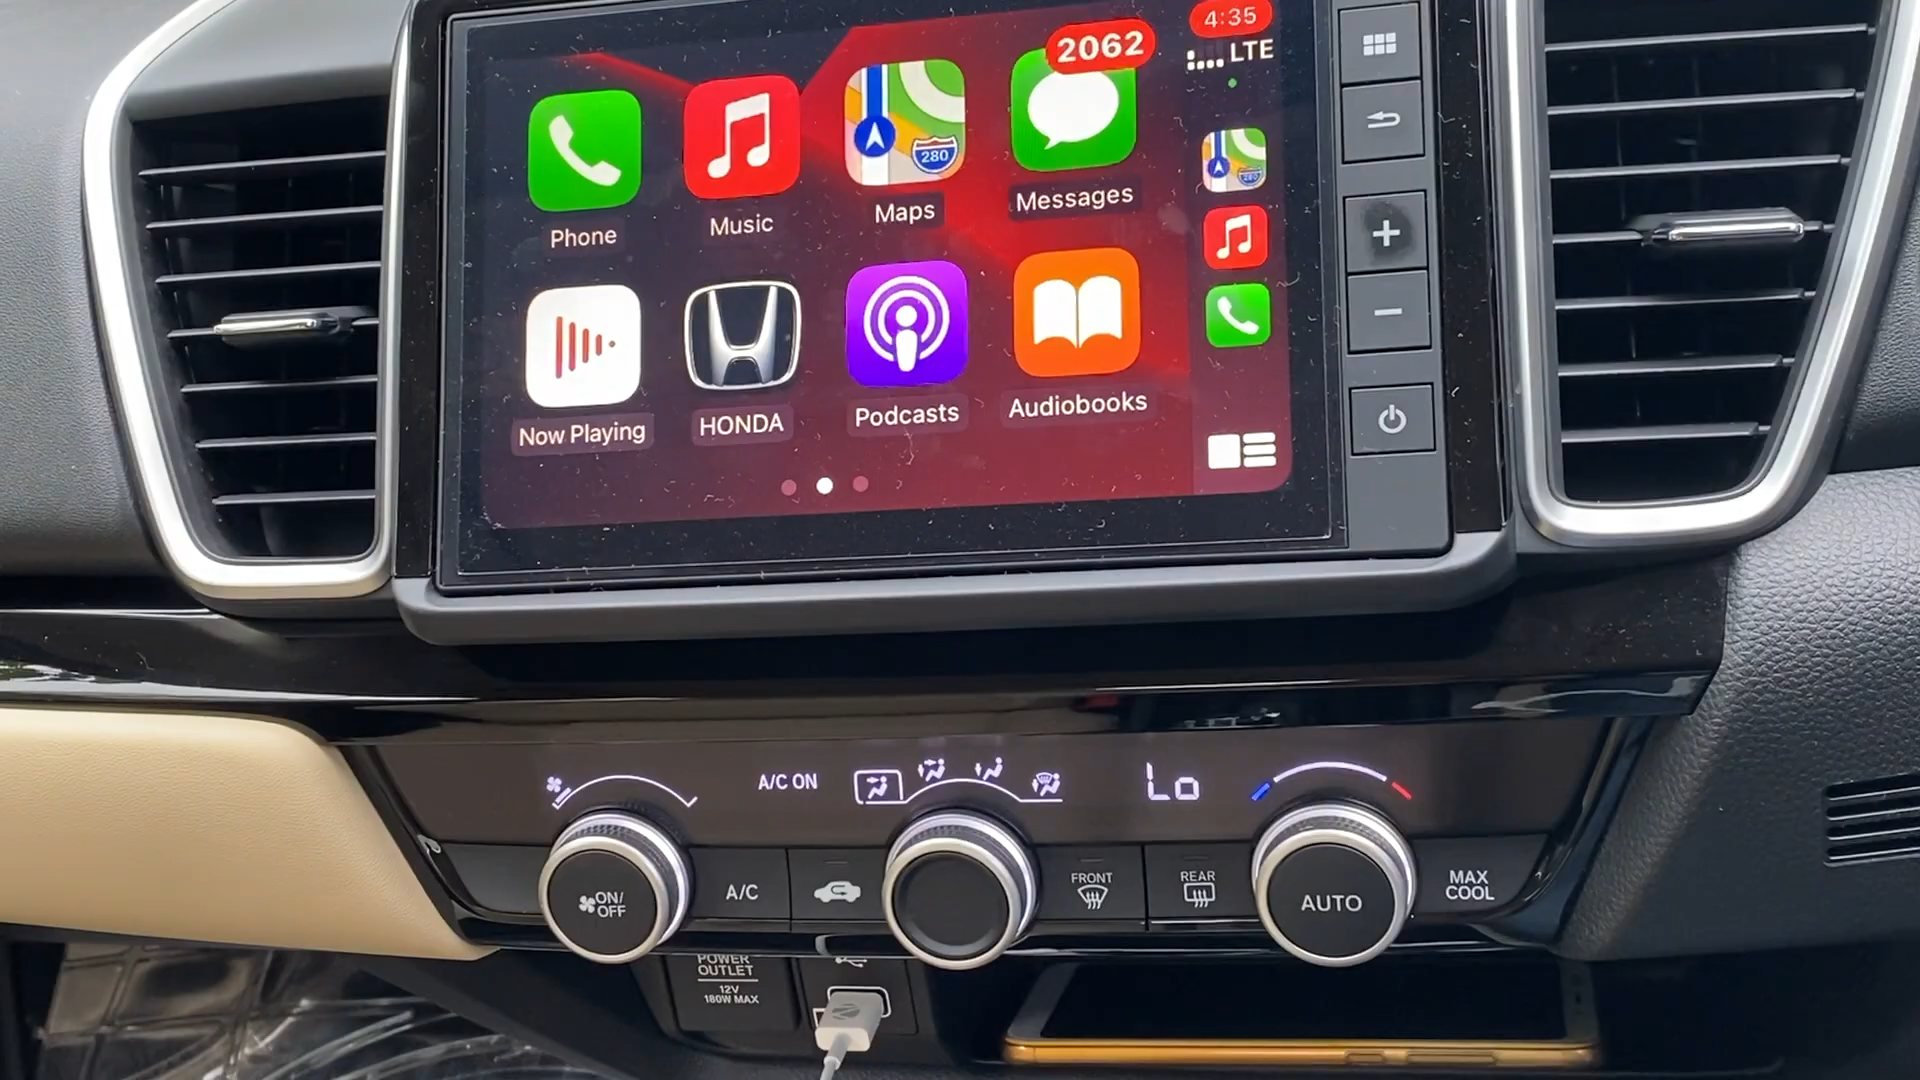 4:35
LTE
2062
280
280
Phone
Music
Maps
Messages
Now Playing
HONDA
Podcasts
Audiobooks
A/C ON
Lo
ON/
OFF
A/C
FRONT
REAR
AUTO
MAX
COOL
POWER
OUTLET
12V
180W MAX